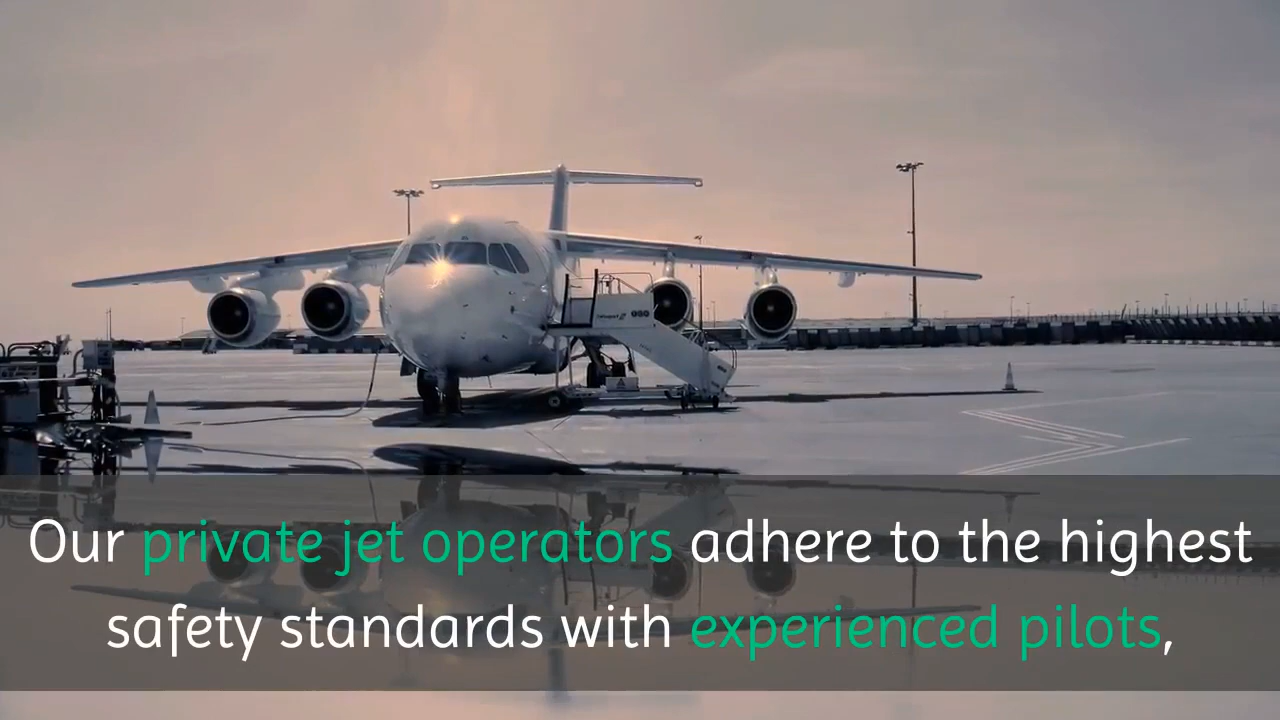 Our private jet operators adhere to the highest
safety standards with experienced pilots,